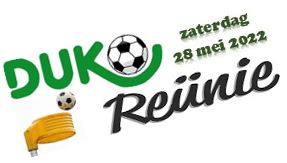 DUKO
zaterdag
28 mei 2022
Reünie